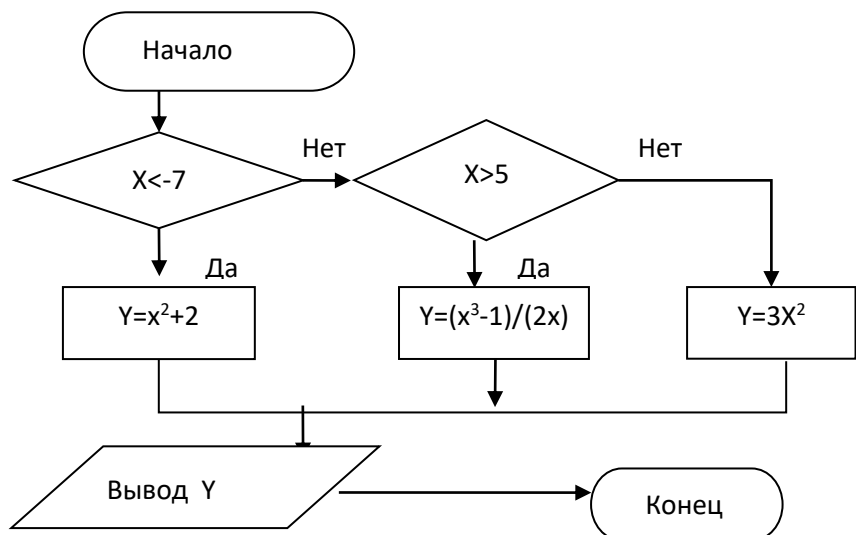 Начало
X<-7
Нет
X>5
Нет
Да
Да
Y=x²+2
Y=(x³-1)/(2x)
Y=3X²
Вывод Y
Конец